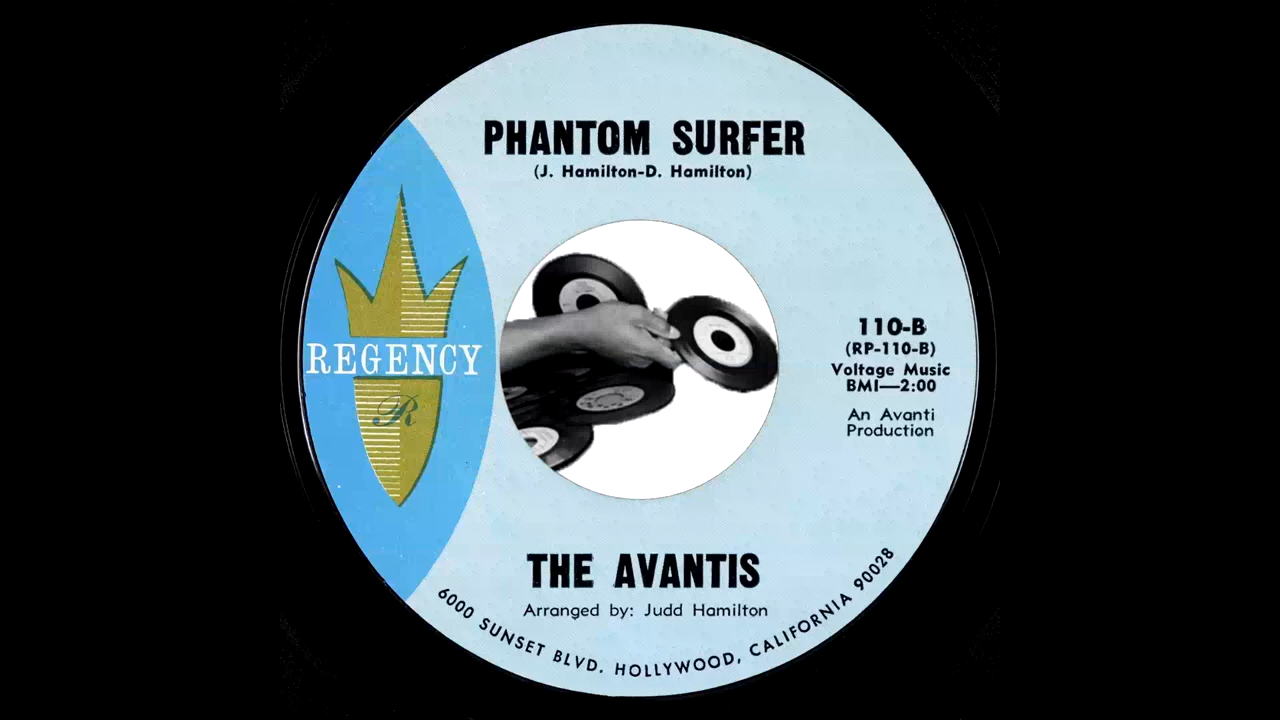 PHANTOM SURFER
(J. Hamilton-D. Hamilton)
REGENCY
R
110-B
(RP-110-B)
Voltage Music
BMI—2:00
An Avanti
Production
THE AVANTIS
Arranged by: Judd Hamilton
6000 SUNSET BLVD. HOLLYWOOD, CALIFORNIA 90028